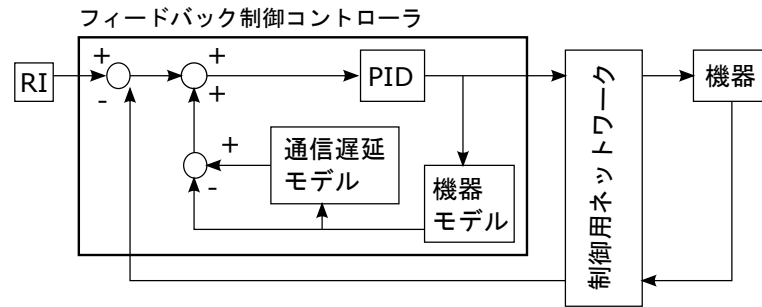 フィードバック制御コントローラ
RI
+
-
+
+
PID
制御用ネットワーク
機器
+
-
通信遅延
モデル
機器
モデル